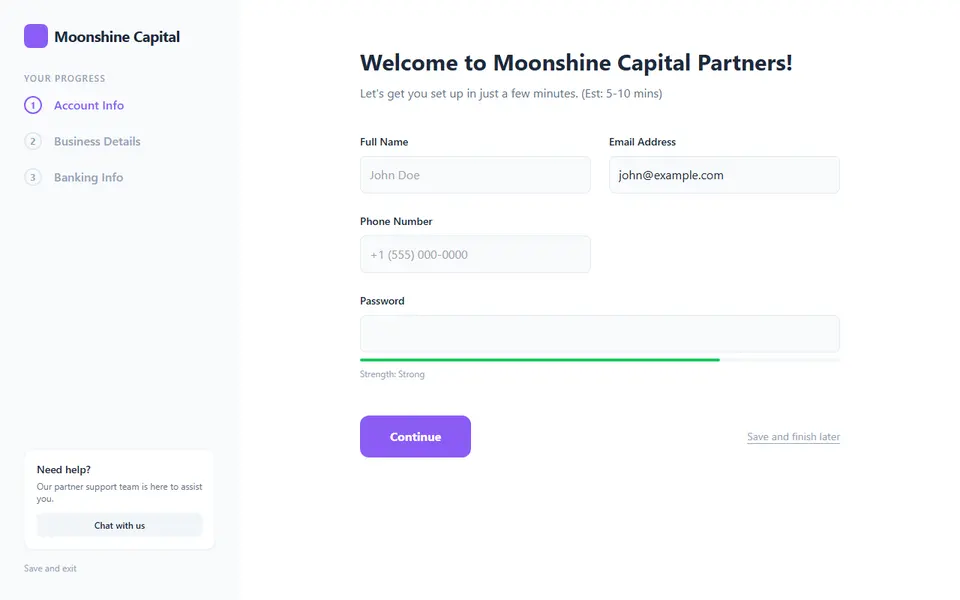 Moonshine Capital
YOUR PROGRESS
1 Account Info
2 Business Details
3 Banking Info
Need help?
Our partner support team is here to assist
you.
Chat with us
Save and exit
Welcome to Moonshine Capital Partners!
Let's get you set up in just a few minutes. (Est: 5-10 mins)
Full Name
John Doe
Email Address
john@example.com
Phone Number
+1 (555) 000-0000
Password
Strength: Strong
Continue
Save and finish later